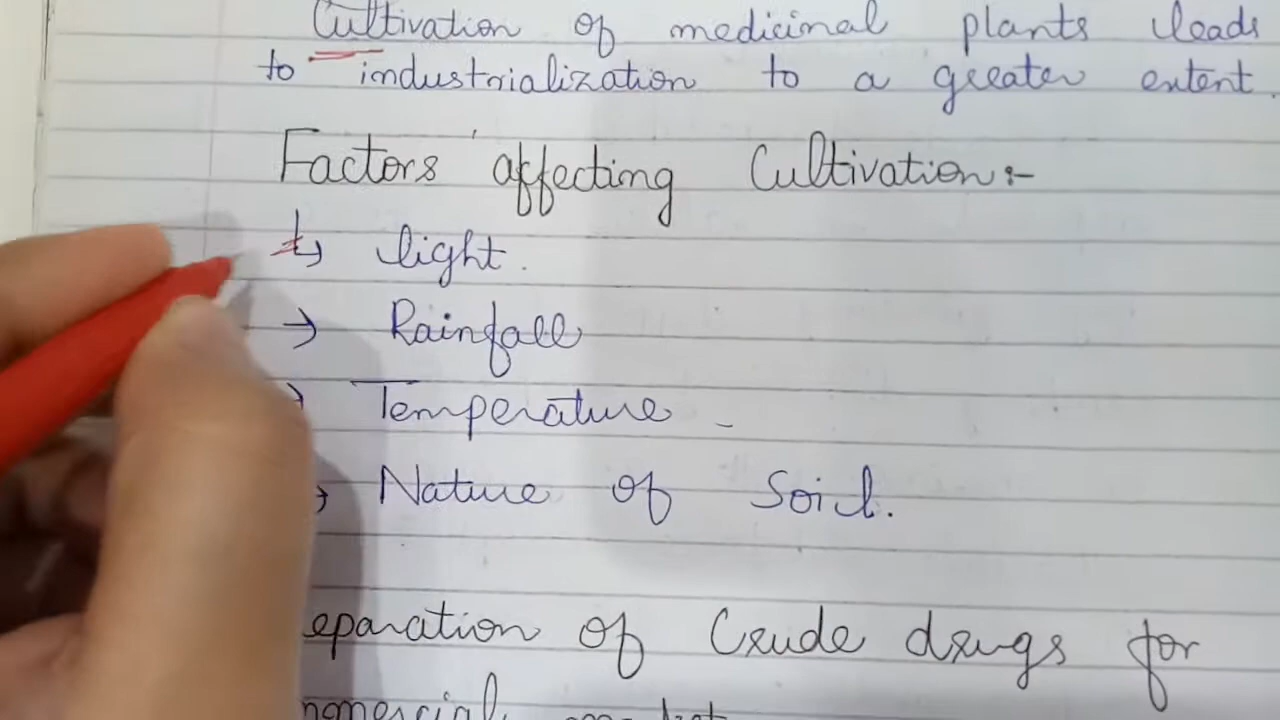 Cultivation of medicinal plants leads
to industrialization to a greater extent.
Factors affecting Cultivation:-
↳ light.
→ Rainfall
→ Temperature -
→ Nature of Soil.
eparation of Crude drugs for